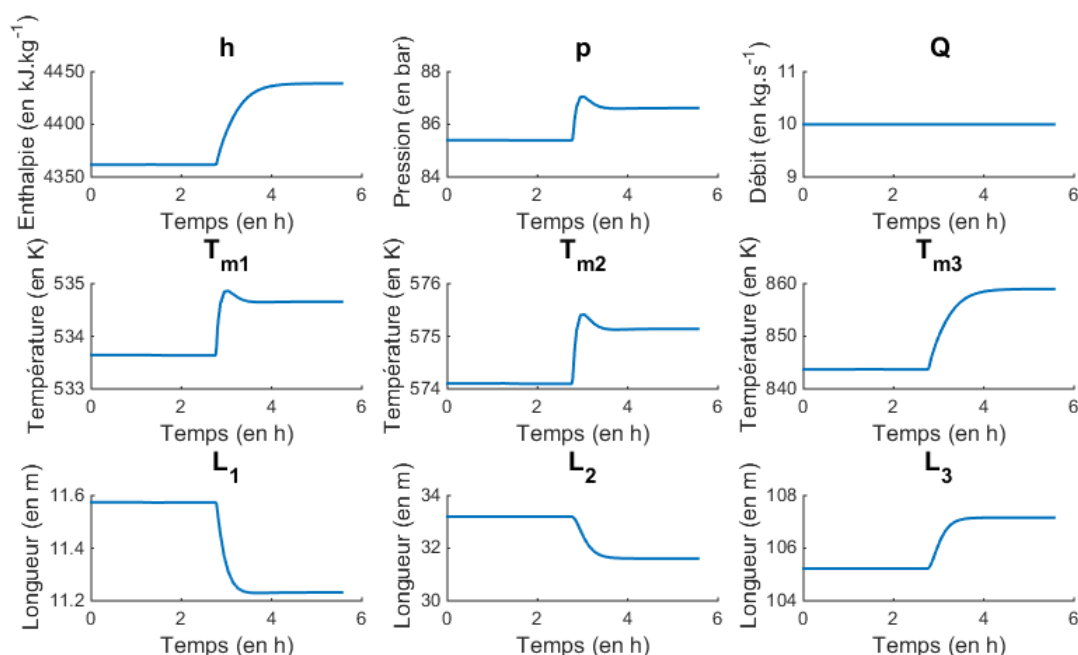 h
Enthalpie (en kJ.kg⁻¹)
4450
4400
4350
0 2 4 6
Temps (en h)
p
Pression (en bar)
88
86
84
0 2 4 6
Temps (en h)
Q
Débit (en kg.s⁻¹)
11
10
9
0 2 4 6
Temps (en h)
Tm1
Température (en K)
535
534
533
0 2 4 6
Temps (en h)
Tm2
Température (en K)
576
575
574
0 2 4 6
Temps (en h)
Tm3
Température (en K)
860
850
840
0 2 4 6
Temps (en h)
L1
Longueur (en m)
11.6
11.4
11.2
0 2 4 6
Temps (en h)
L2
Longueur (en m)
34
32
30
0 2 4 6
Temps (en h)
L3
Longueur (en m)
108
106
104
0 2 4 6
Temps (en h)